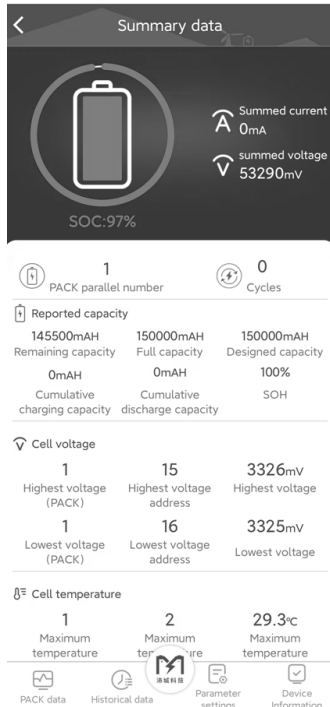 Summary data
A
Summed current
0mA
V
summed voltage
53290mV
SOC:97%
1
PACK parallel number
0
Cycles
Reported capacity
145500mAH 150000mAH 150000mAH
Remaining capacity Full capacity Designed capacity
0mAH 0mAH 100%
Cumulative charging capacity
Cumulative discharge capacity
SOH
V Cell voltage
1 15 3326mV
Highest voltage (PACK)
Highest voltage address
Highest voltage
1 16 3325mV
Lowest voltage (PACK)
Lowest voltage address
Lowest voltage
Cell temperature
1 2 29.3℃
Maximum temperature
Maximum
Maximum temperature
沛城科技
PACK data
Historical data
Parameter settings
Device Information